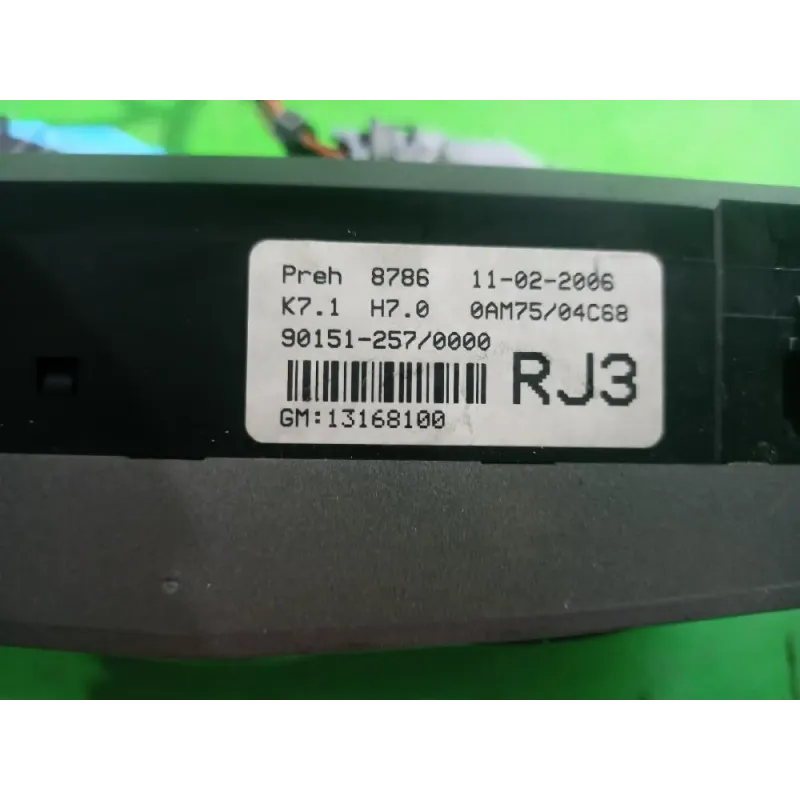 Preh 8786 11-02-2006
K7.1 H7.0 0AM75/04C68
90151-257/0000
RJ3
GM:13168100